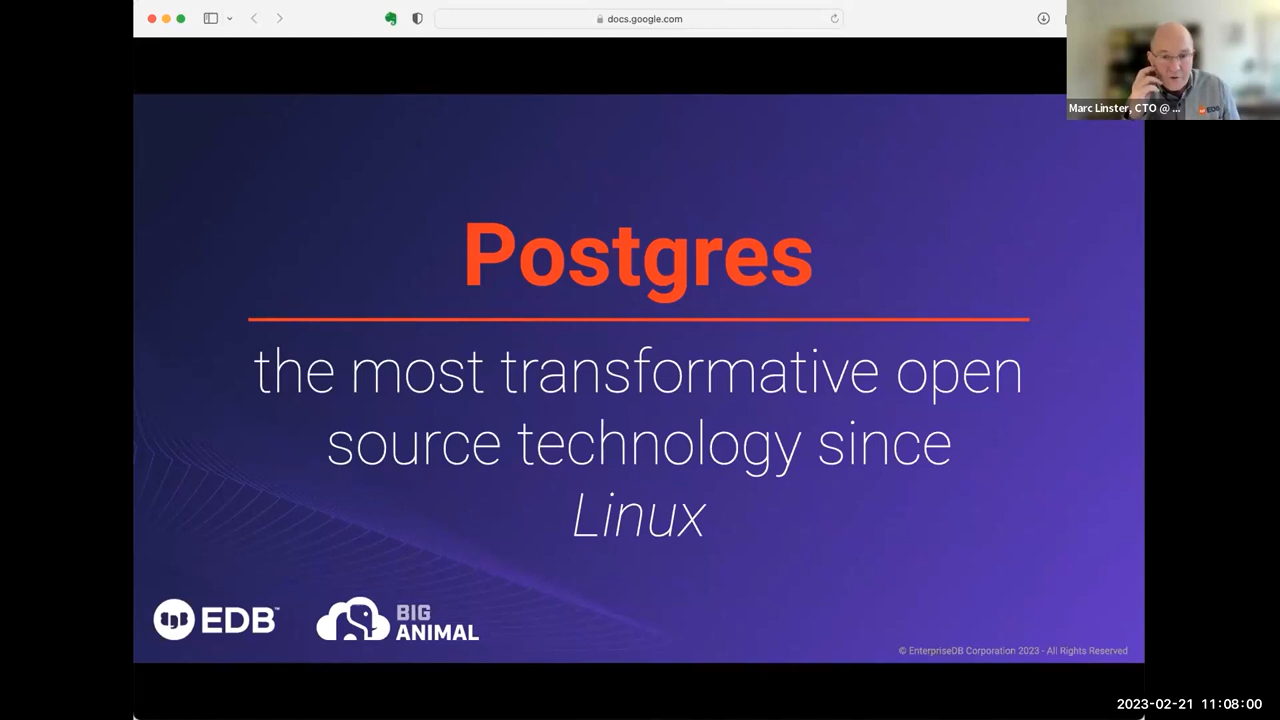 docs.google.com
Marc Linster, CTO @ ...
EDB
Postgres
the most transformative open
source technology since
Linux
EDB™
BIG
ANIMAL
© EnterpriseDB Corporation 2023 - All Rights Reserved
2023-02-21 11:08:00